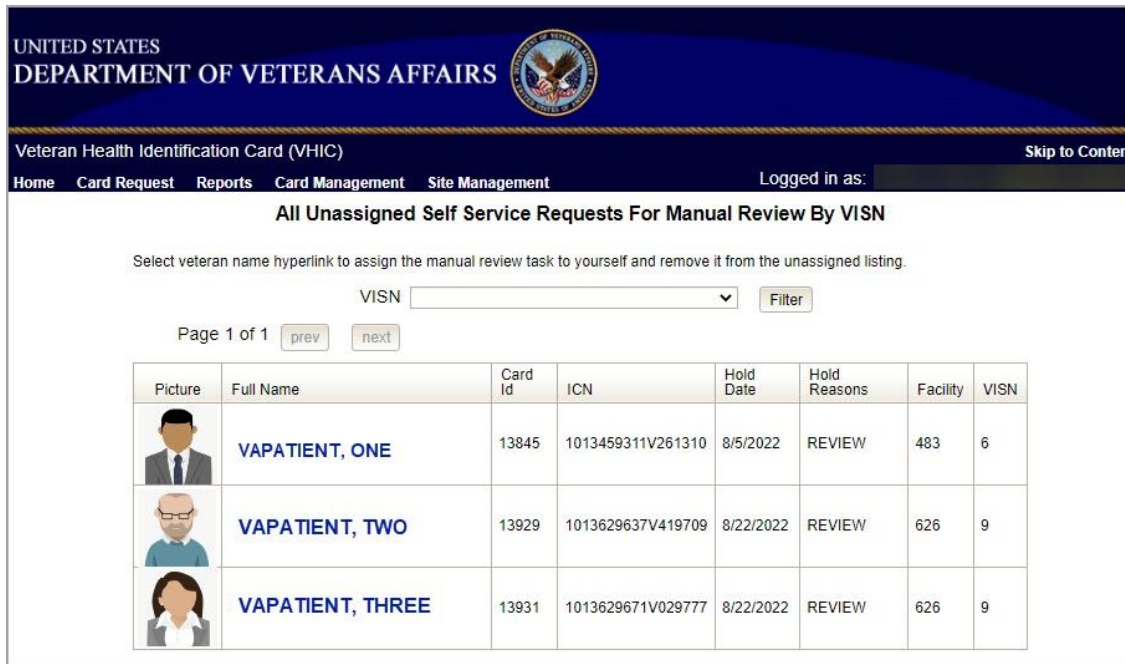 UNITED STATES
DEPARTMENT OF VETERANS AFFAIRS
Veteran Health Identification Card (VHIC)
Skip to Conten
Home Card Request Reports Card Management Site Management Logged in as:
All Unassigned Self Service Requests For Manual Review By VISN
Select veteran name hyperlink to assign the manual review task to yourself and remove it from the unassigned listing.
VISN Filter
Page 1 of 1 prev next
Picture Full Name Card Id ICN Hold Date Hold Reasons Facility VISN
VAPATIENT, ONE 13845 1013459311V261310 8/5/2022 REVIEW 483 6
VAPATIENT, TWO 13929 1013629637V419709 8/22/2022 REVIEW 626 9
VAPATIENT, THREE 13931 1013629671V029777 8/22/2022 REVIEW 626 9